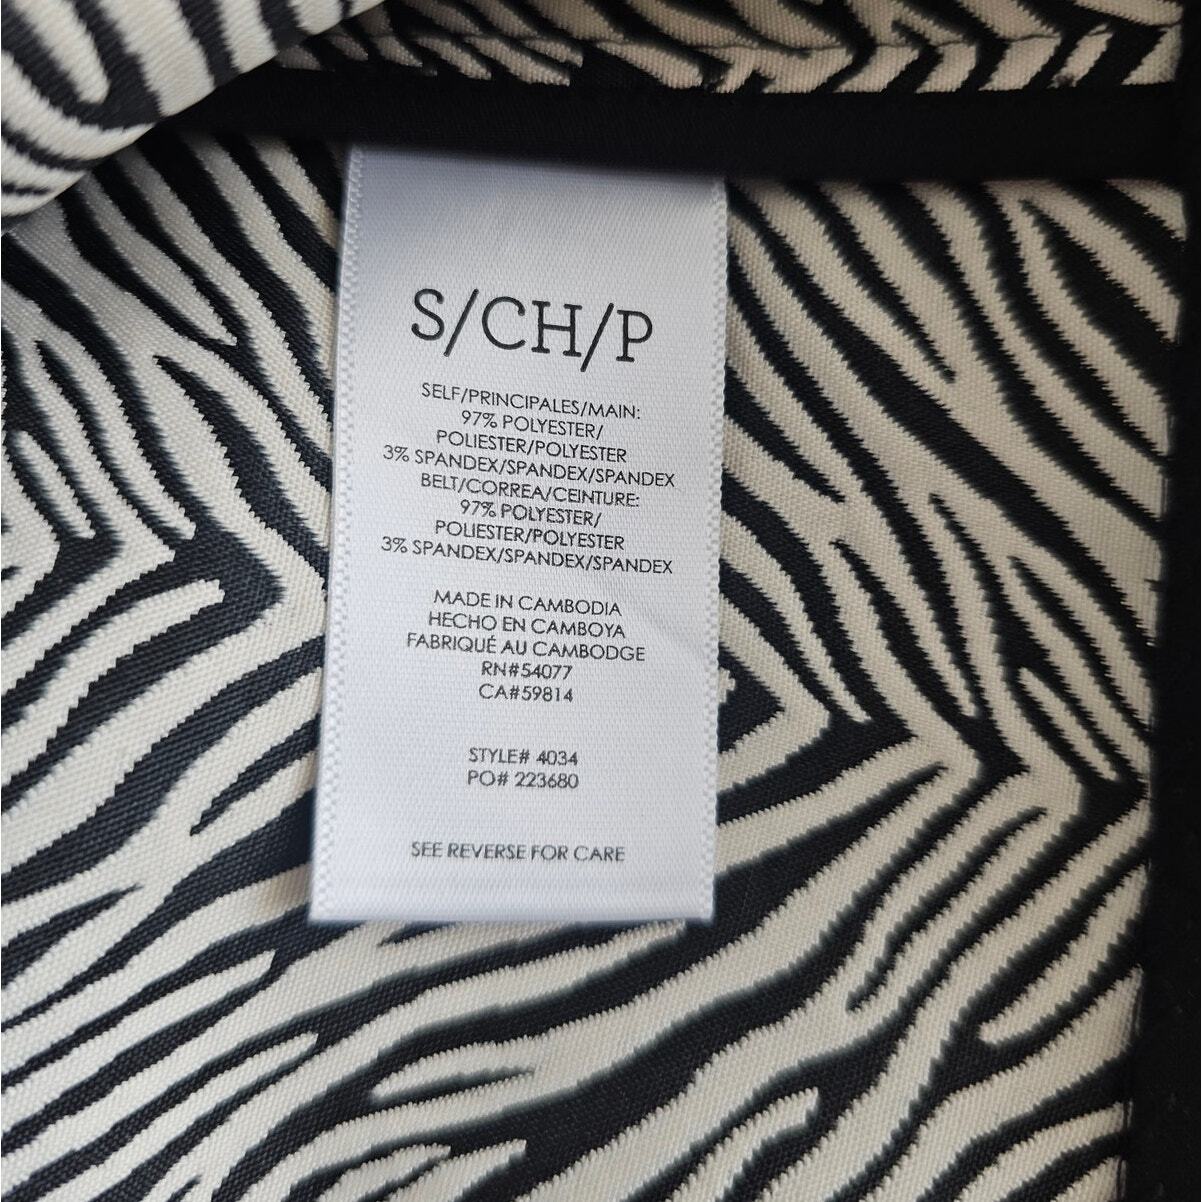 S/CH/P
SELF/PRINCIPALES/MAIN:
97% POLYESTER/
POLIESTER/POLYESTER
3% SPANDEX/SPANDEX/SPANDEX
BELT/CORREA/CEINTURE:
97% POLYESTER/
POLIESTER/POLYESTER
3% SPANDEX/SPANDEX/SPANDEX
MADE IN CAMBODIA
HECHO EN CAMBOYA
FABRIQUÉ AU CAMBODGE
RN#54077
CA#59814
STYLE# 4034
PO# 223680
SEE REVERSE FOR CARE